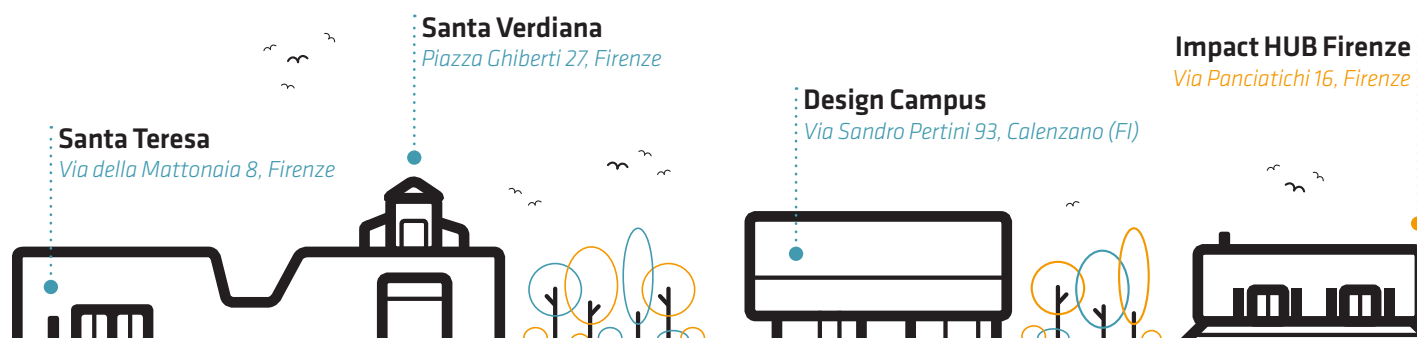 Santa Teresa
Via della Mattonaia 8, Firenze
Santa Verdiana
Piazza Ghiberti 27, Firenze
Design Campus
Via Sandro Pertini 93, Calenzano (FI)
Impact HUB Firenze
Via Panciatichi 16, Firenze